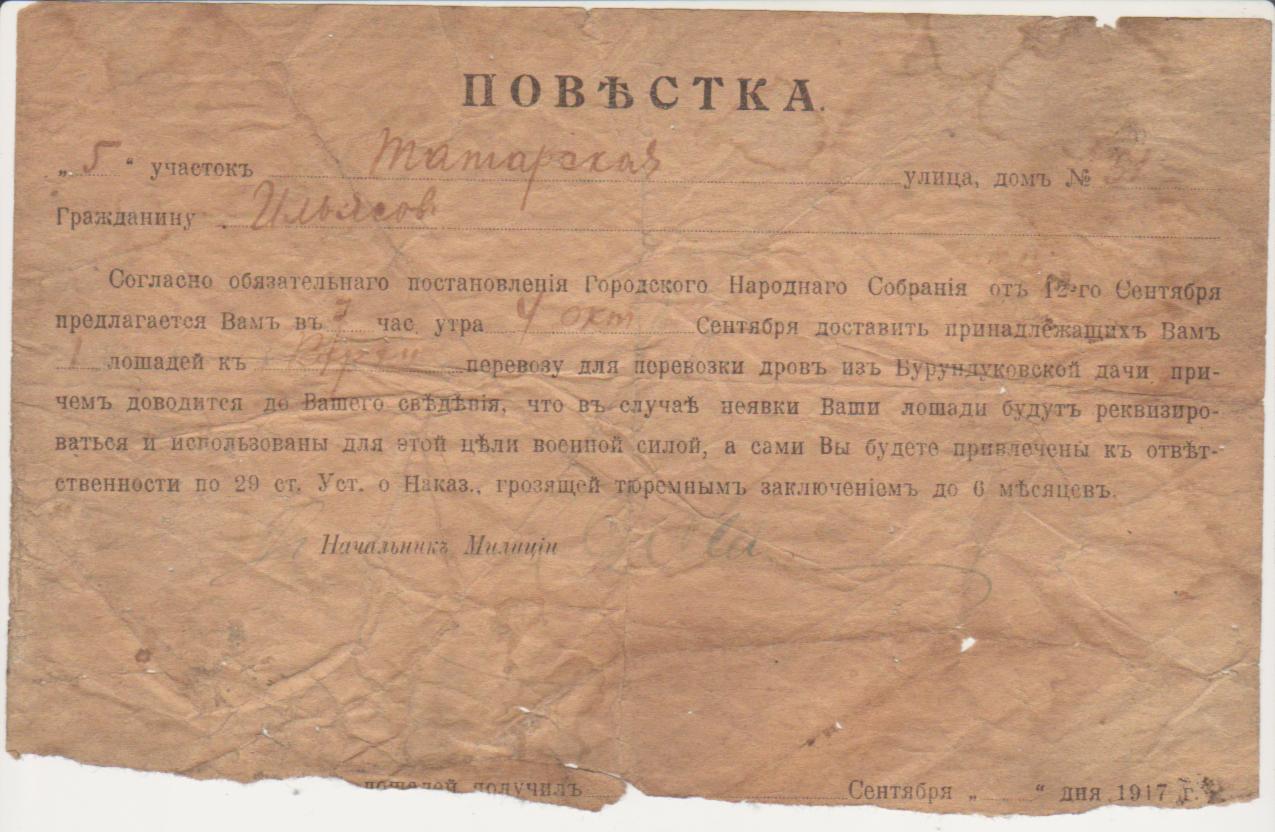 ПОВѢСТКА.
„ 5 “ участокъ Татарская улица, домъ №
Гражданину Ильясов
Согласно обязательнаго постановленія Городского Народнаго Собранія отъ 12-го Сентября
предлагается Вамъ въ 7 час. утра 4 окт Сентября доставить принадлежащихъ Вамъ
1 лошадей къ перевозу для перевозки дровъ изъ Бурундуковской дачи при-
чемъ доводится до Вашего свѣдѣнія, что въ случаѣ неявки Ваши лошади будутъ реквизиро-
ваться и использованы для этой цѣли военной силой, а сами Вы будете привлечены къ отвѣт-
ственности по 29 ст. Уст. о Наказ., грозящей тюремнымъ заключеніемъ до 6 мѣсяцевъ.
Начальникъ Милиціи
лошадей получилъ Сентября „ “ дня 1917 г.